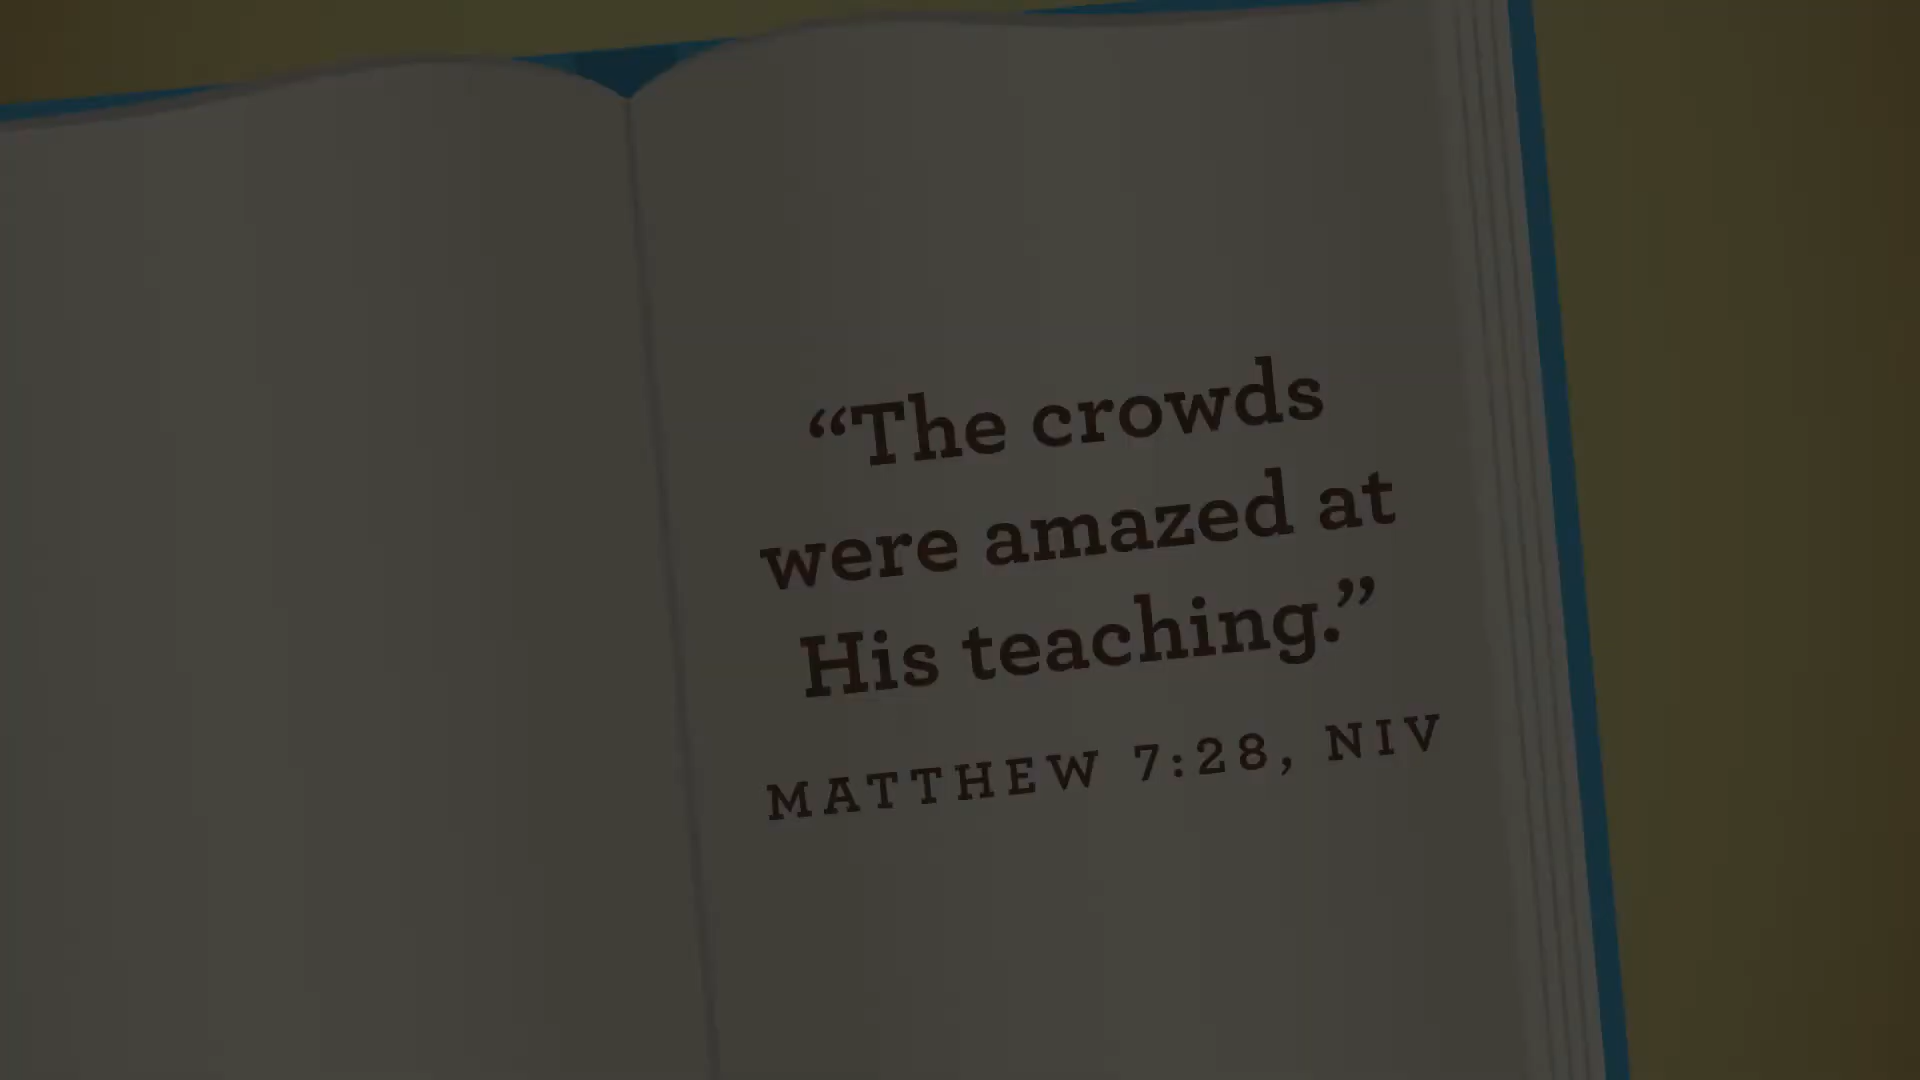 “The crowds
were amazed at
His teaching.”
MATTHEW 7:28, NIV